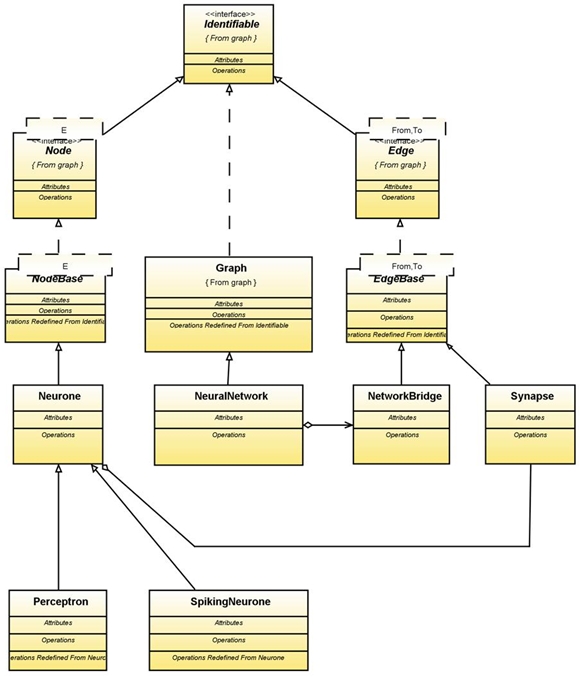 <<interface>>
Identifiable
{ From graph }
Attributes
Operations
E
<<interface>>
Node
{ From graph }
Attributes
Operations
From,To
<<interface>>
Edge
{ From graph }
Attributes
Operations
E
NodeBase
Attributes
Operations
erations Redefined From Identifia
Graph
{ From graph }
Attributes
Operations
Operations Redefined From Identifiable
From,To
EdgeBase
Attributes
Operations
erations Redefined From Identifia
Neurone
Attributes
Operations
NeuralNetwork
Attributes
Operations
NetworkBridge
Attributes
Operations
Synapse
Attributes
Operations
Perceptron
Attributes
Operations
erations Redefined From Neuro
SpikingNeurone
Attributes
Operations
Operations Redefined From Neurone